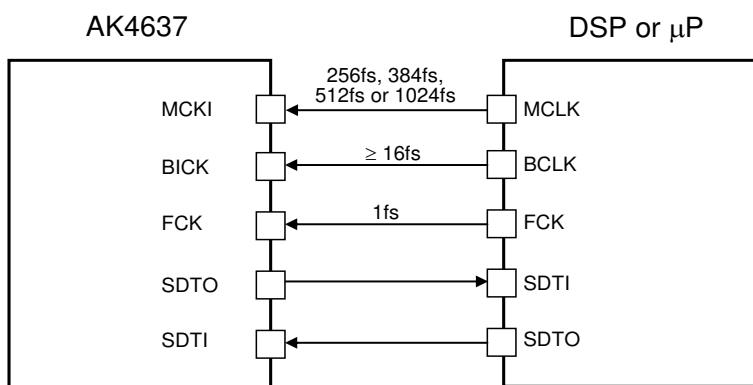 AK4637
DSP or μP
256fs, 384fs,
512fs or 1024fs
MCKI
MCLK
≥ 16fs
BICK
BCLK
1fs
FCK
FCK
SDTO
SDTI
SDTI
SDTO